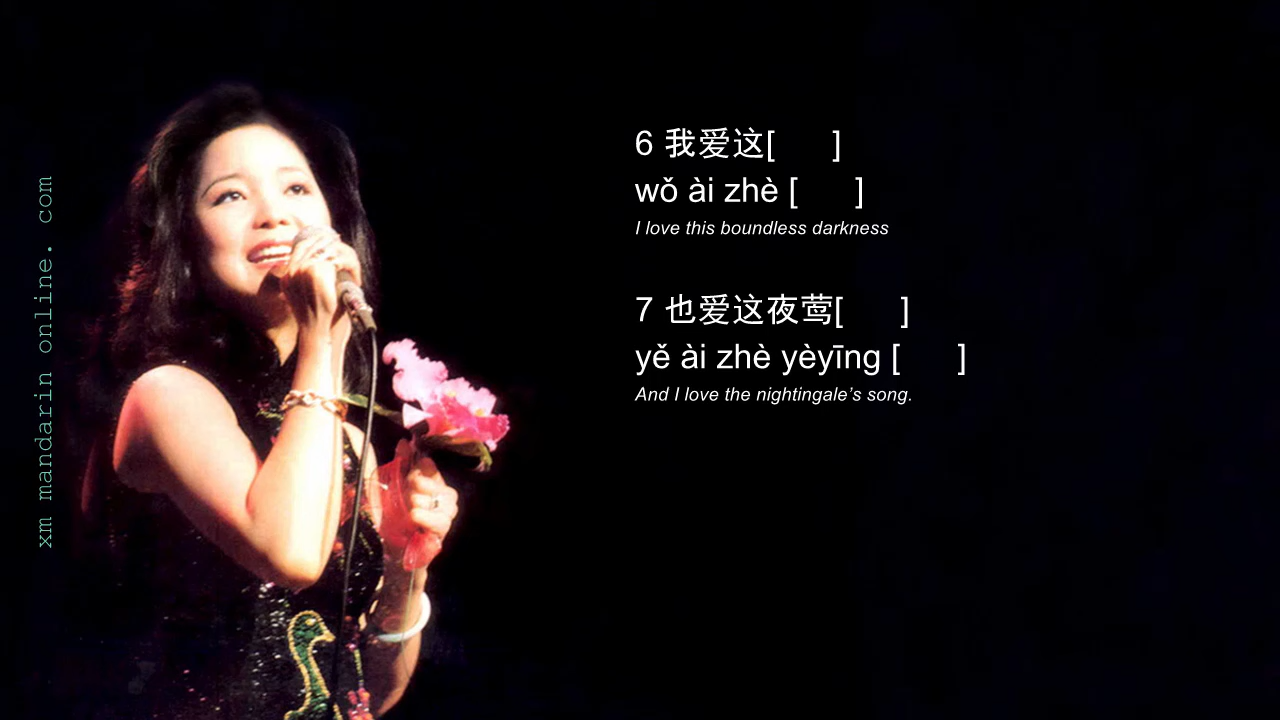 xm mandarin online. com
6 我爱这[      ]
wǒ ài zhè [      ]
I love this boundless darkness
7 也爱这夜莺[      ]
yě ài zhè yèyīng [      ]
And I love the nightingale’s song.